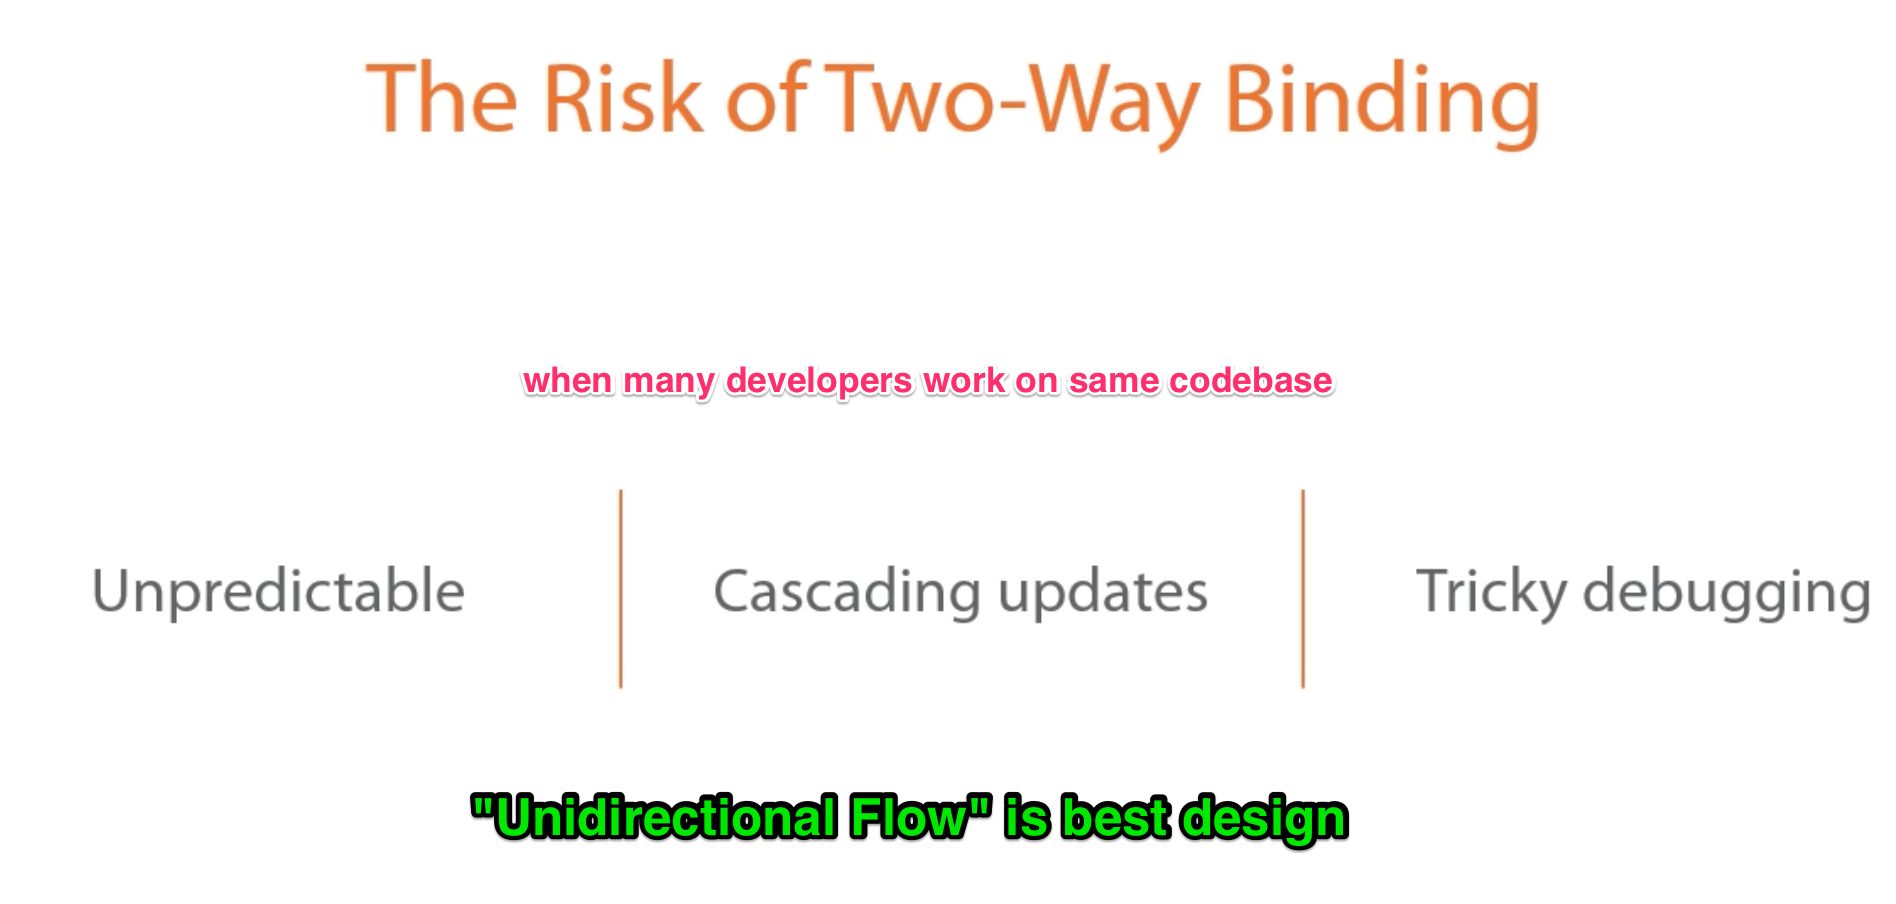 The Risk of Two-Way Binding
when many developers work on same codebase
Unpredictable
Cascading updates
Tricky debugging
"Unidirectional Flow" is best design